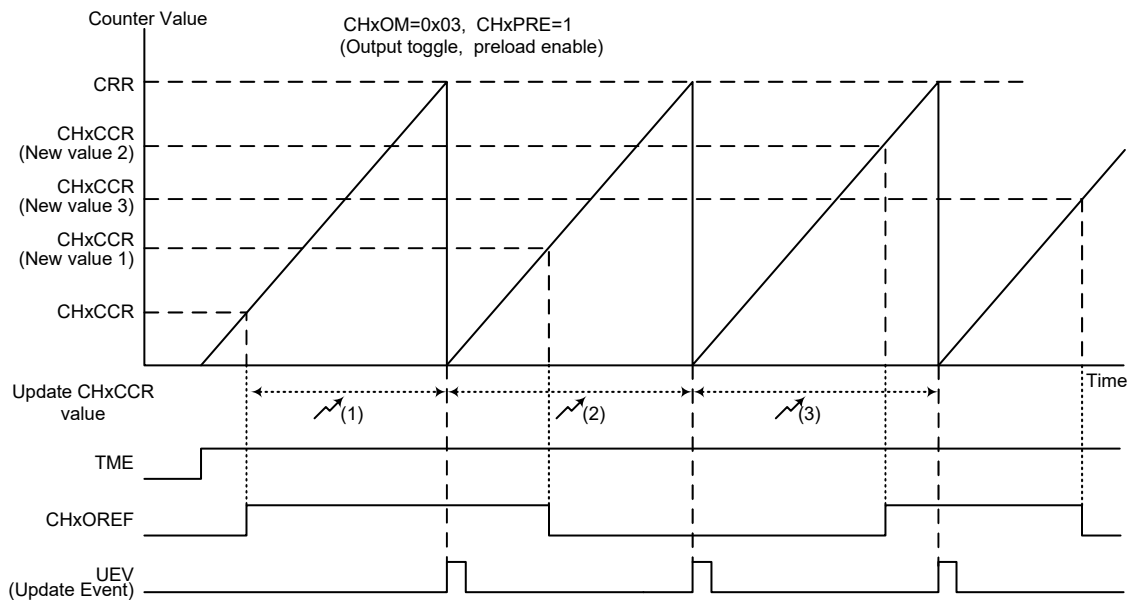 Counter Value
CHxOM=0x03, CHxPRE=1
(Output toggle, preload enable)
CRR
CHxCCR
(New value 2)
CHxCCR
(New value 3)
CHxCCR
(New value 1)
CHxCCR
Time
Update CHxCCR
value
(1)
(2)
(3)
TME
CHxOREF
UEV
(Update Event)